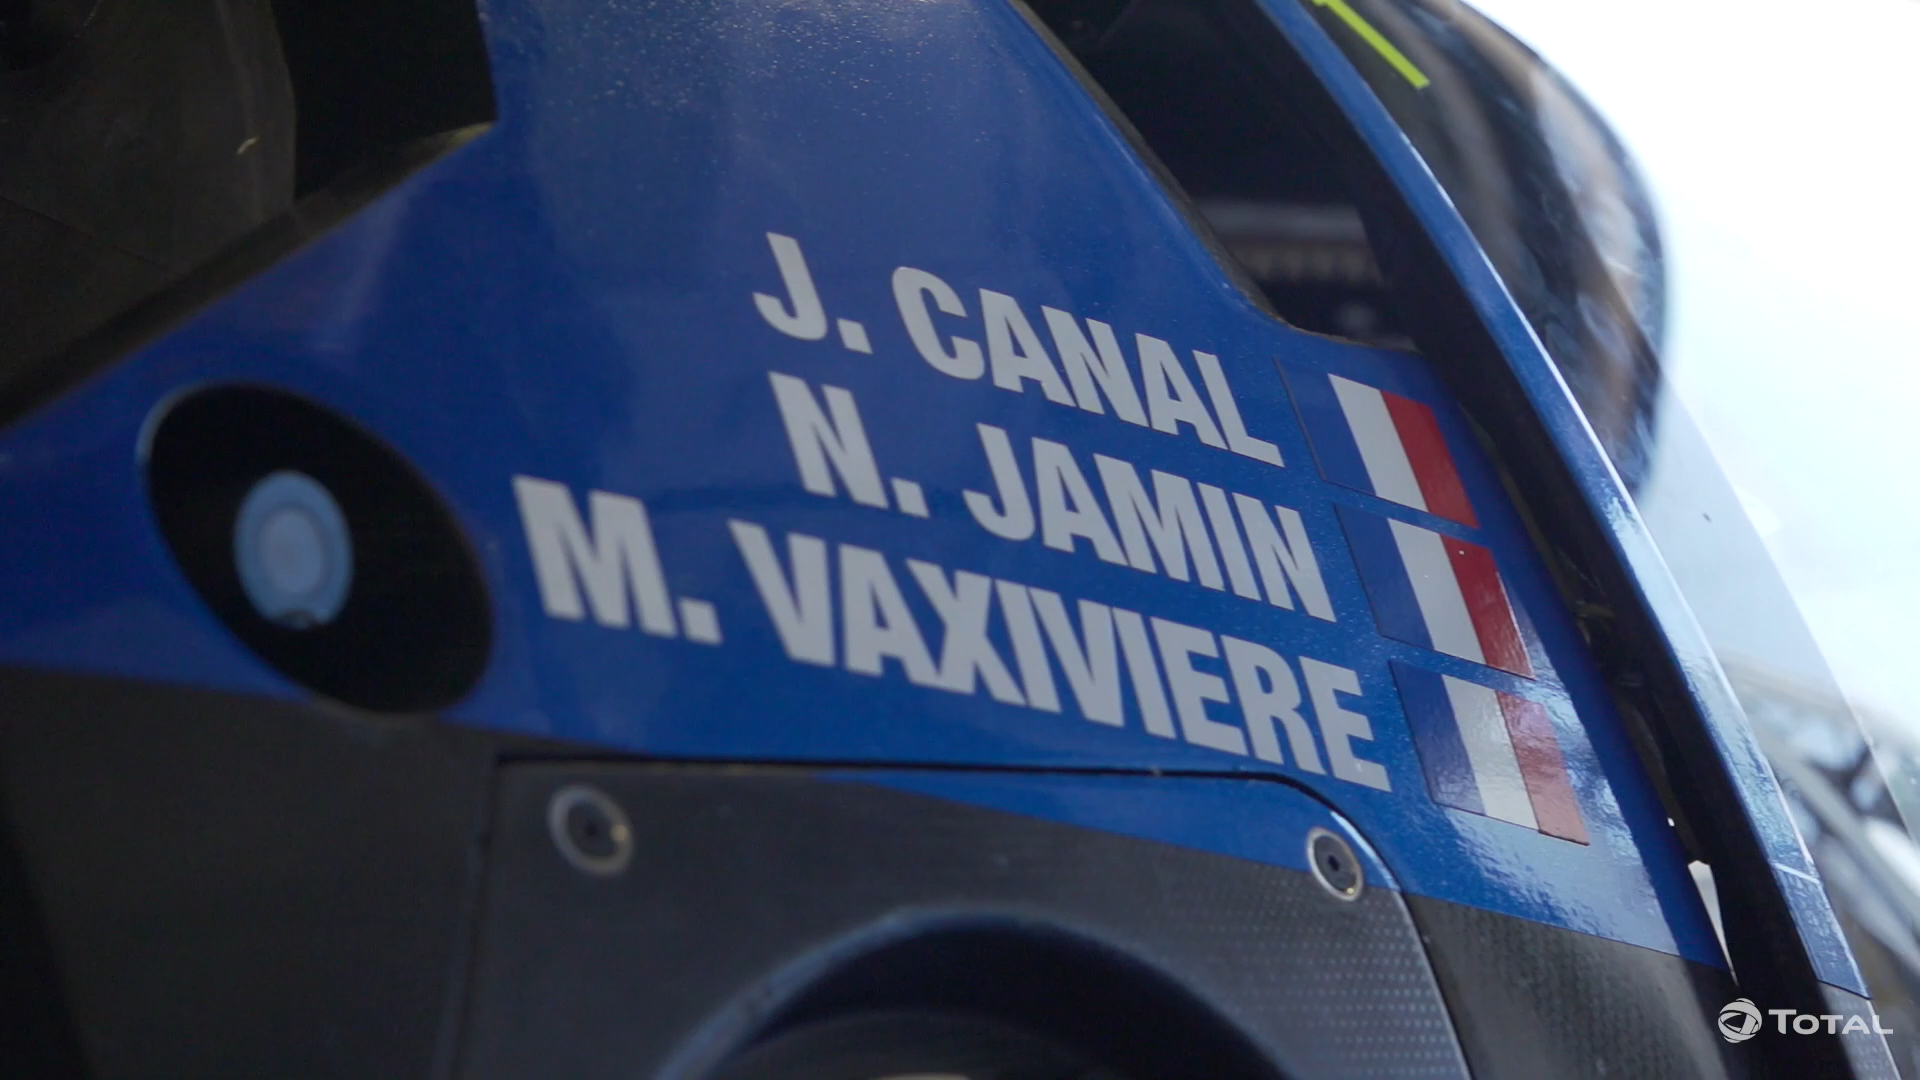 J. CANAL
N. JAMIN
M. VAXIVIERE
TOTAL